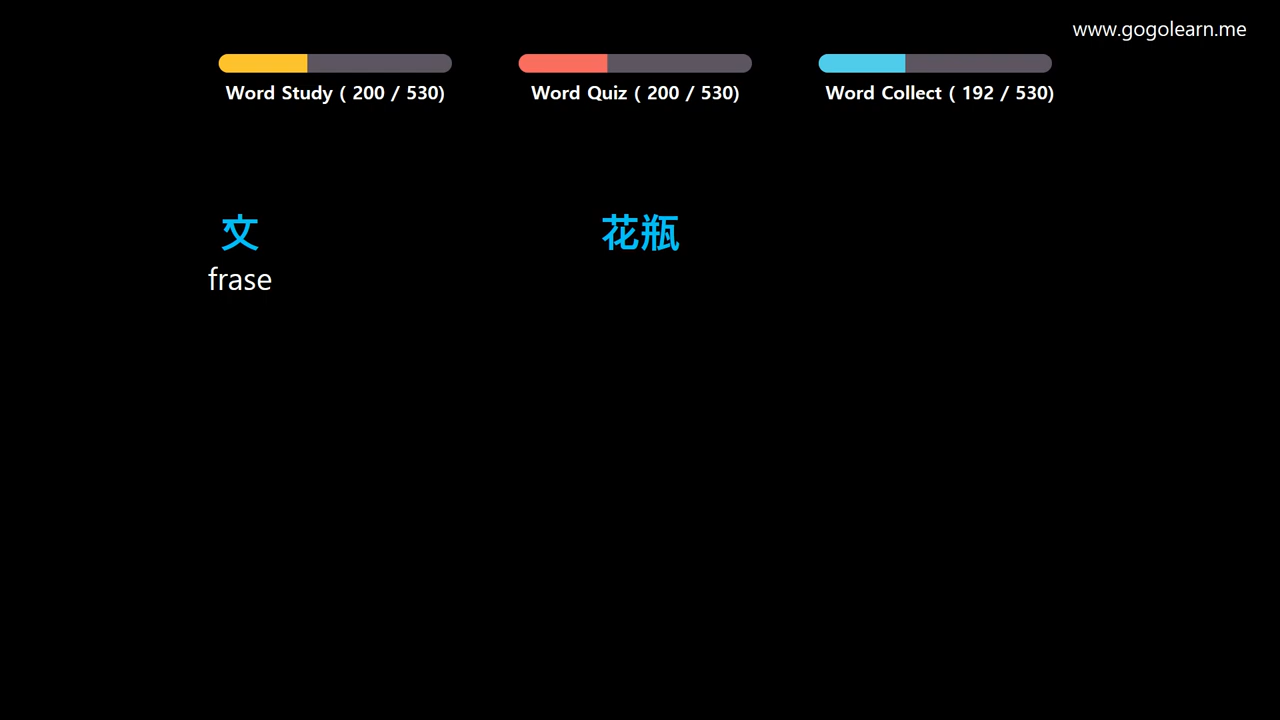 www.gogolearn.me
Word Study ( 200 / 530)
Word Quiz ( 200 / 530)
Word Collect ( 192 / 530)
文
frase
花瓶